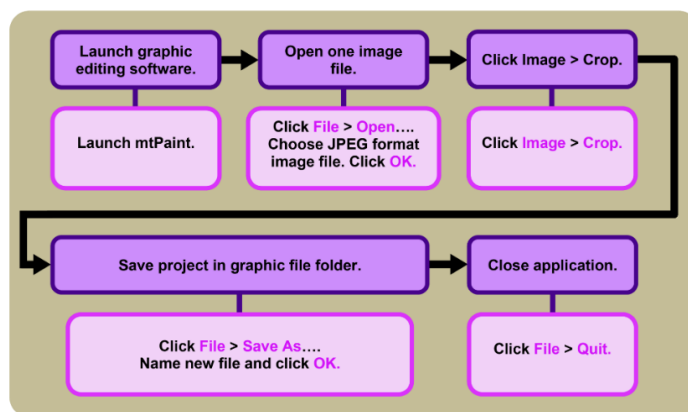 Launch graphic
editing software.
Open one image
file.
Click Image > Crop.
Launch mtPaint.
Click File > Open….
Choose JPEG format
image file. Click OK.
Click Image > Crop.
Save project in graphic file folder.
Close application.
Click File > Save As….
Name new file and click OK.
Click File > Quit.